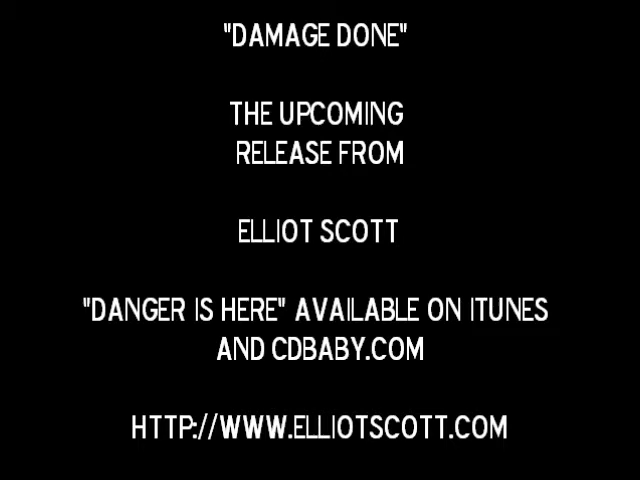 "DAMAGE DONE"
THE UPCOMING
RELEASE FROM
ELLIOT SCOTT
"DANGER IS HERE" AVAILABLE ON ITUNES
AND CDBABY.COM
HTTP://WWW.ELLIOTSCOTT.COM